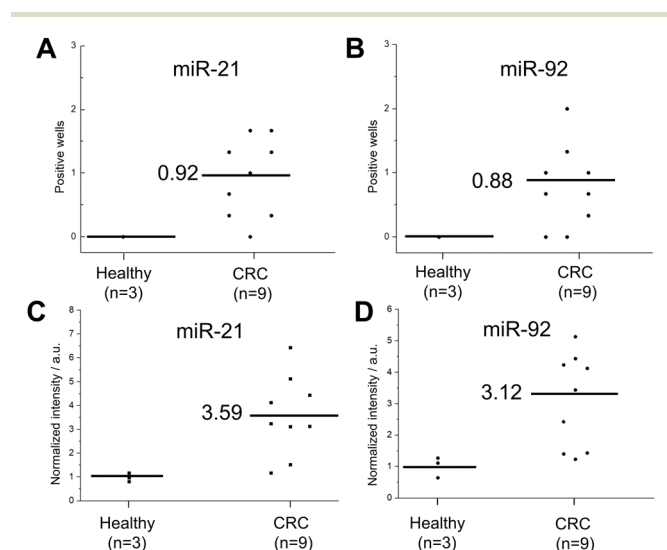 A
miR-21
Positive wells
3
2
1
0
0.92
Healthy
(n=3)
CRC
(n=9)
B
miR-92
Positive wells
3
2
1
0
0.88
Healthy
(n=3)
CRC
(n=9)
C
miR-21
Normalized intensity / a.u.
8
7
6
5
4
3
2
1
0
3.59
Healthy
(n=3)
CRC
(n=9)
D
miR-92
Normalized intensity / a.u.
6
5
4
3
2
1
0
3.12
Healthy
(n=3)
CRC
(n=9)